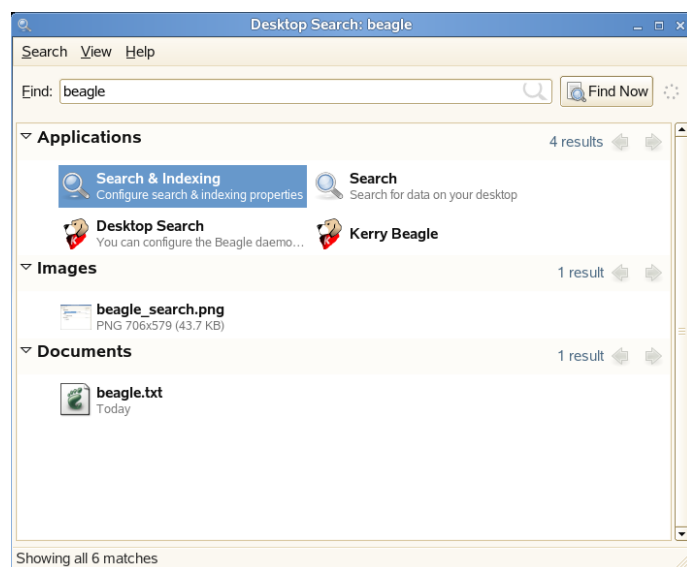 Desktop Search: beagle
Search View Help
Find: beagle Find Now
Applications 4 results
Search & Indexing
Configure search & indexing properties
Search
Search for data on your desktop
Desktop Search
You can configure the Beagle daemo...
Kerry Beagle
Images 1 result
beagle_search.png
PNG 706x579 (43.7 KB)
Documents 1 result
beagle.txt
Today
Showing all 6 matches